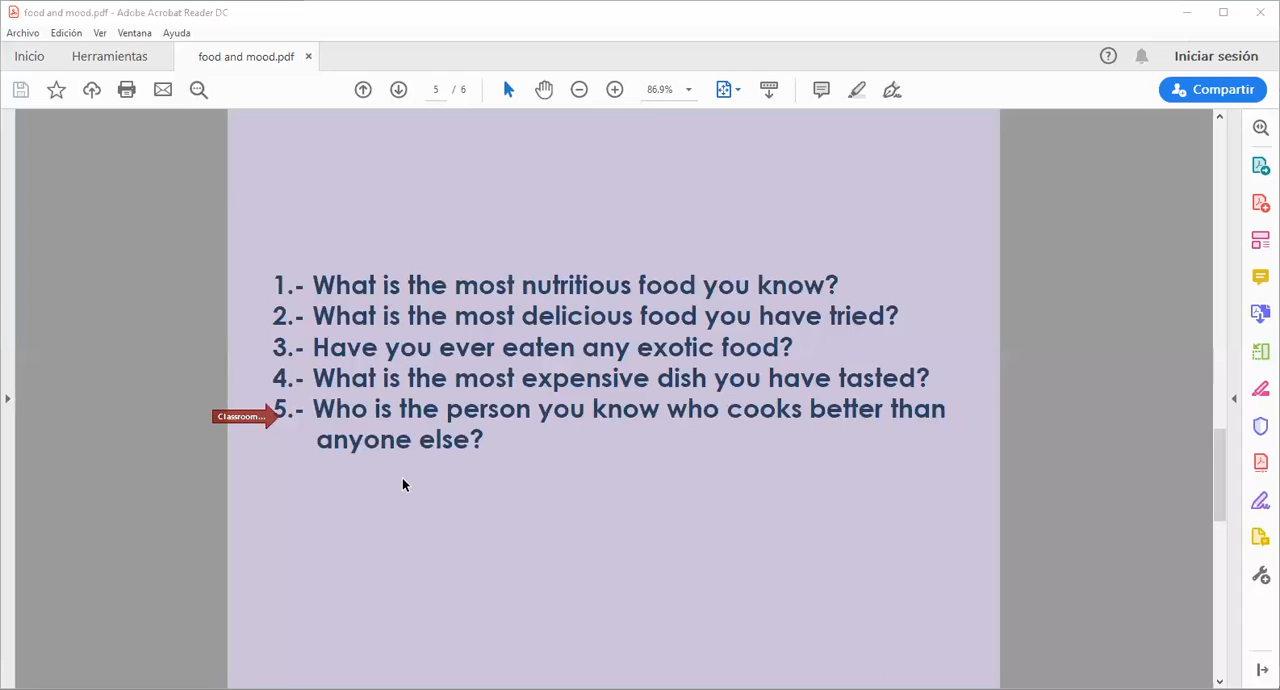 food and mood.pdf - Adobe Acrobat Reader DC
Archivo Edición Ver Ventana Ayuda
Inicio Herramientas food and mood.pdf × Iniciar sesión
5 / 6 86.9% Compartir
1.- What is the most nutritious food you know?
2.- What is the most delicious food you have tried?
3.- Have you ever eaten any exotic food?
4.- What is the most expensive dish you have tasted?
Classroom... 5.- Who is the person you know who cooks better than
anyone else?